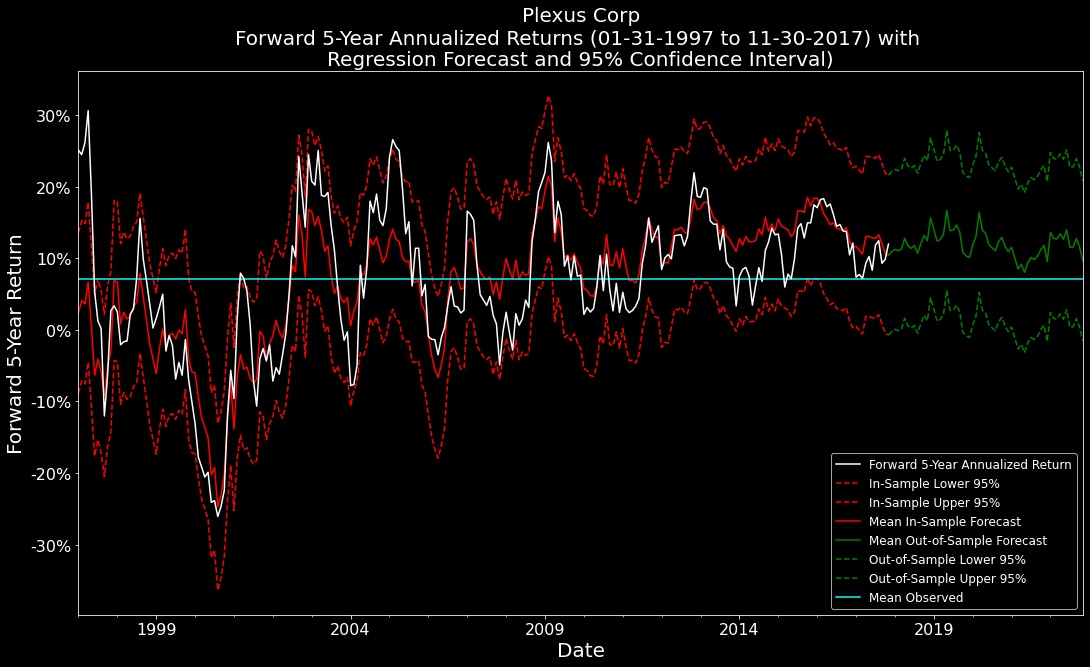 Plexus Corp
Forward 5-Year Annualized Returns (01-31-1997 to 11-30-2017) with
Regression Forecast and 95% Confidence Interval)
Forward 5-Year Return
30%
20%
10%
0%
-10%
-20%
-30%
Forward 5-Year Annualized Return
In-Sample Lower 95%
In-Sample Upper 95%
Mean In-Sample Forecast
Mean Out-of-Sample Forecast
Out-of-Sample Lower 95%
Out-of-Sample Upper 95%
Mean Observed
1999 2004 2009 2014 2019
Date